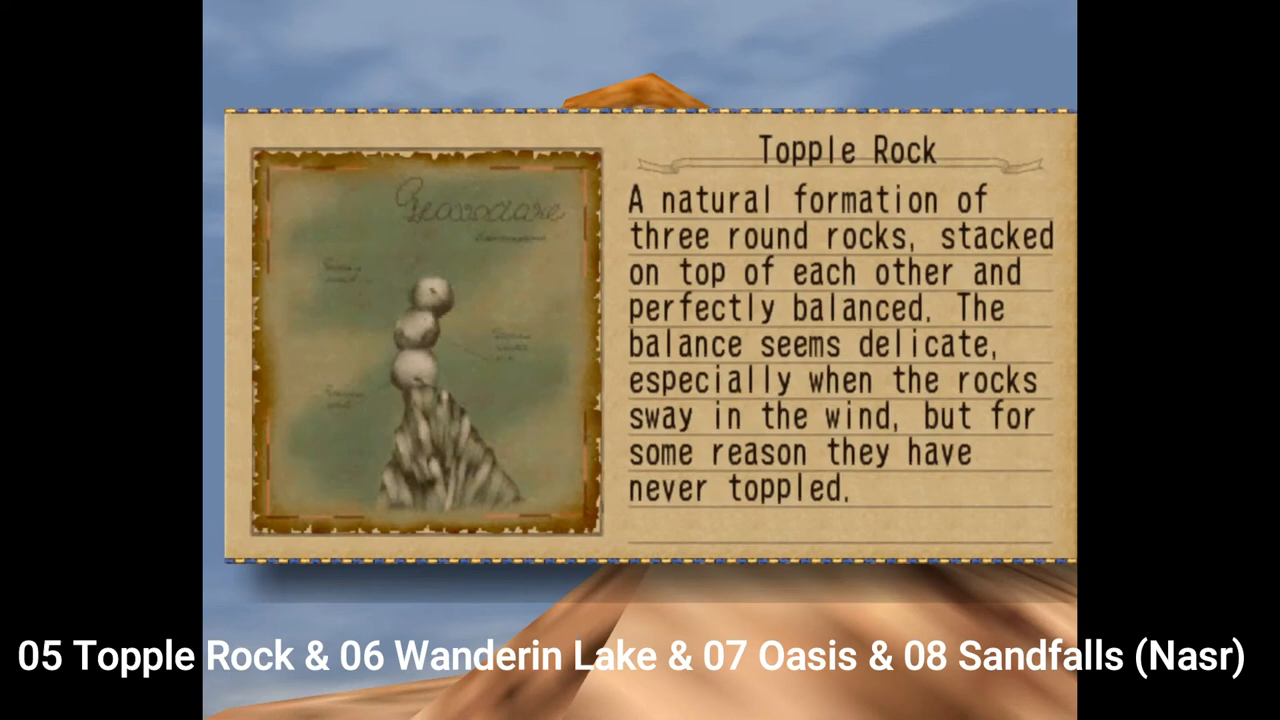 Topple Rock
A natural formation of
three round rocks, stacked
on top of each other and
perfectly balanced. The
balance seems delicate,
especially when the rocks
sway in the wind, but for
some reason they have
never toppled.
05 Topple Rock & 06 Wanderin Lake & 07 Oasis & 08 Sandfalls (Nasr)